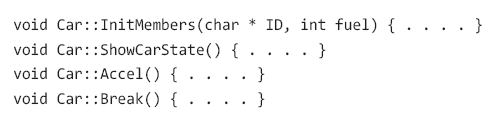 void Car::InitMembers(char * ID, int fuel) { . . . . }
void Car::ShowCarState() { . . . . }
void Car::Accel() { . . . . }
void Car::Break() { . . . . }